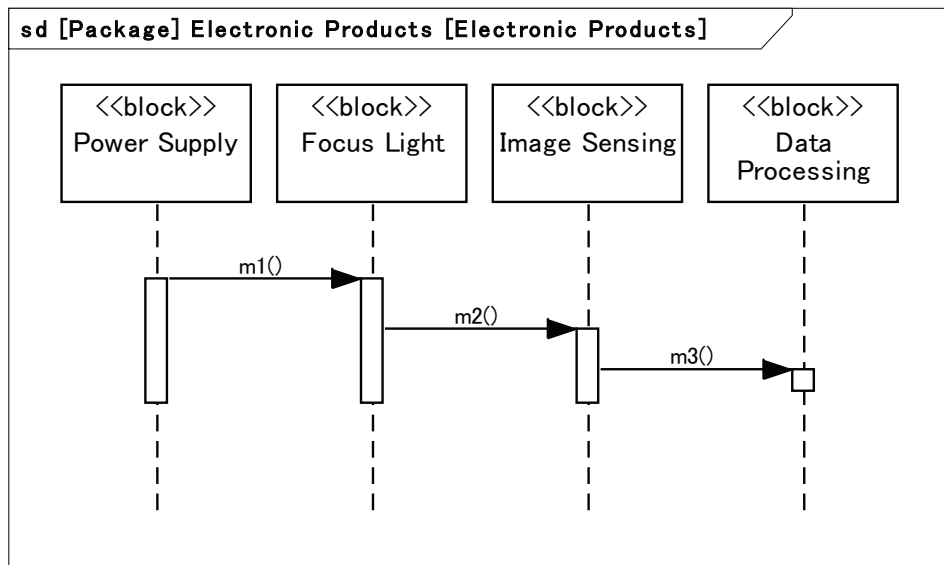 sd [Package] Electronic Products [Electronic Products]
<<block>>
Power Supply
<<block>>
Focus Light
<<block>>
Image Sensing
<<block>>
Data
Processing
m1()
m2()
m3()